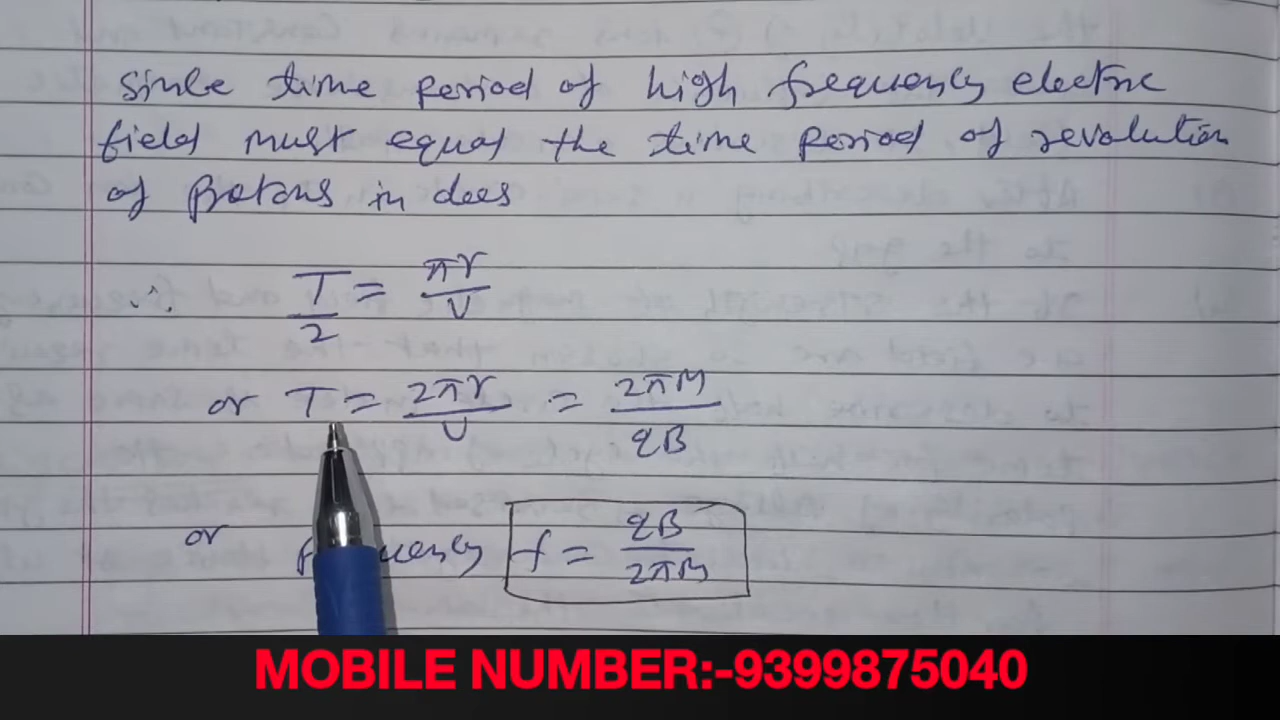 since time period of high frequency electric
field must equal the time period of revolution
of Protons in dees
∴ T/2 = πr/v
or T = 2πr/v = 2πm/qB
or frequency f = qB/2πm
MOBILE NUMBER:-9399875040